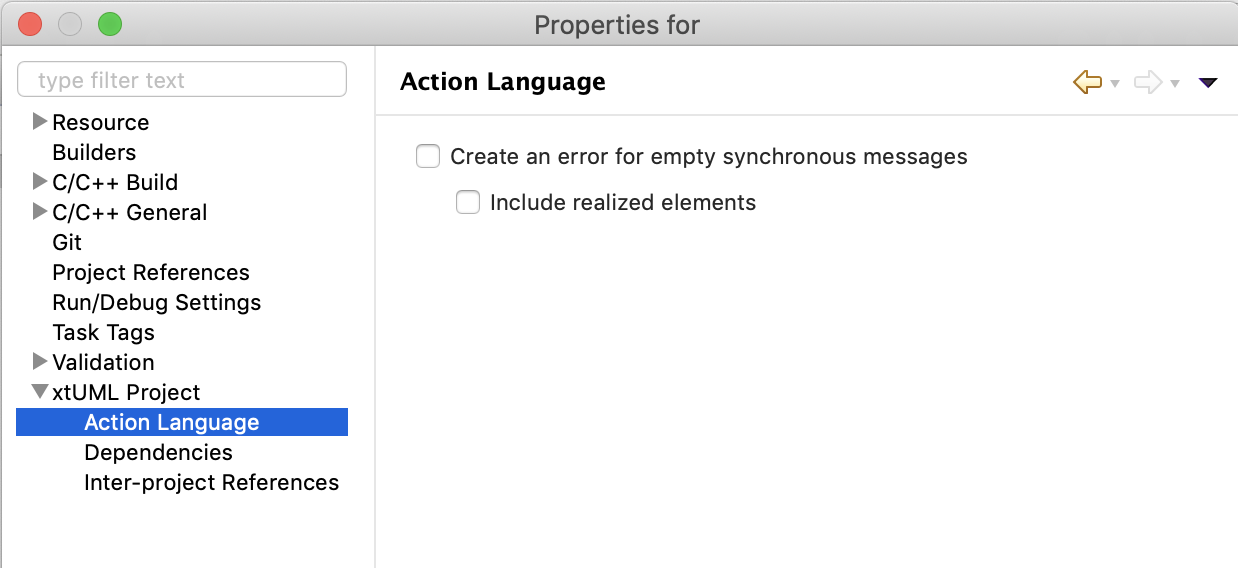 Properties for
type filter text
Resource
Builders
C/C++ Build
C/C++ General
Git
Project References
Run/Debug Settings
Task Tags
Validation
xtUML Project
Action Language
Dependencies
Inter-project References
Action Language
Create an error for empty synchronous messages
Include realized elements